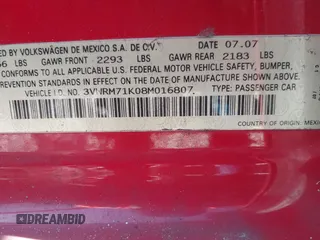 ED BY VOLKSWAGEN DE MEXICO S.A. DE C.V. DATE 07.07
56 LBS GAWR FRONT 2293 LBS GAWR REAR 2183 LBS
TO ALL APPLICABLE U.S. FEDERAL MOTOR VEHICLE SAFETY, BUMPER,
PREVENTION STANDARDS IN EFFECT ON THE DATE OF MANUFACTURE SHOWN ABOVE.
VEHICLE I.D. NO. 3VWRM71K08M016807 TYPE: PASSENGER CAR
COUNTRY OF ORIGIN, MEXI
DREAMBID